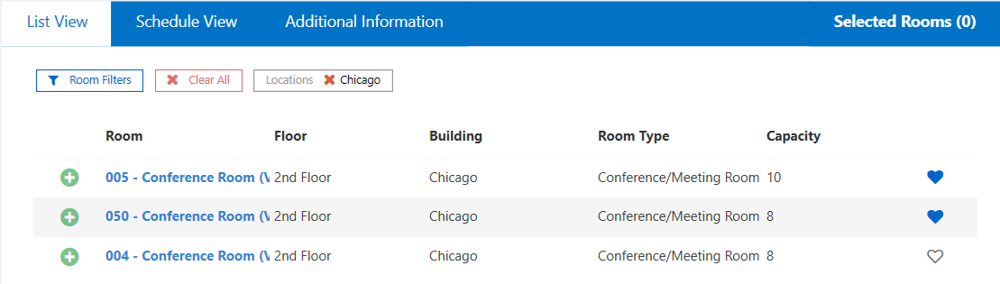 List View Schedule View Additional Information Selected Rooms (0)
Room Filters Clear All Locations Chicago
Room Floor Building Room Type Capacity
005 - Conference Room (V 2nd Floor Chicago Conference/Meeting Room 10
050 - Conference Room (V 2nd Floor Chicago Conference/Meeting Room 8
004 - Conference Room (V 2nd Floor Chicago Conference/Meeting Room 8